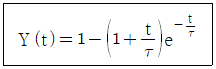 Y (t) = 1 − (1 + t/τ) e^(−t/τ)